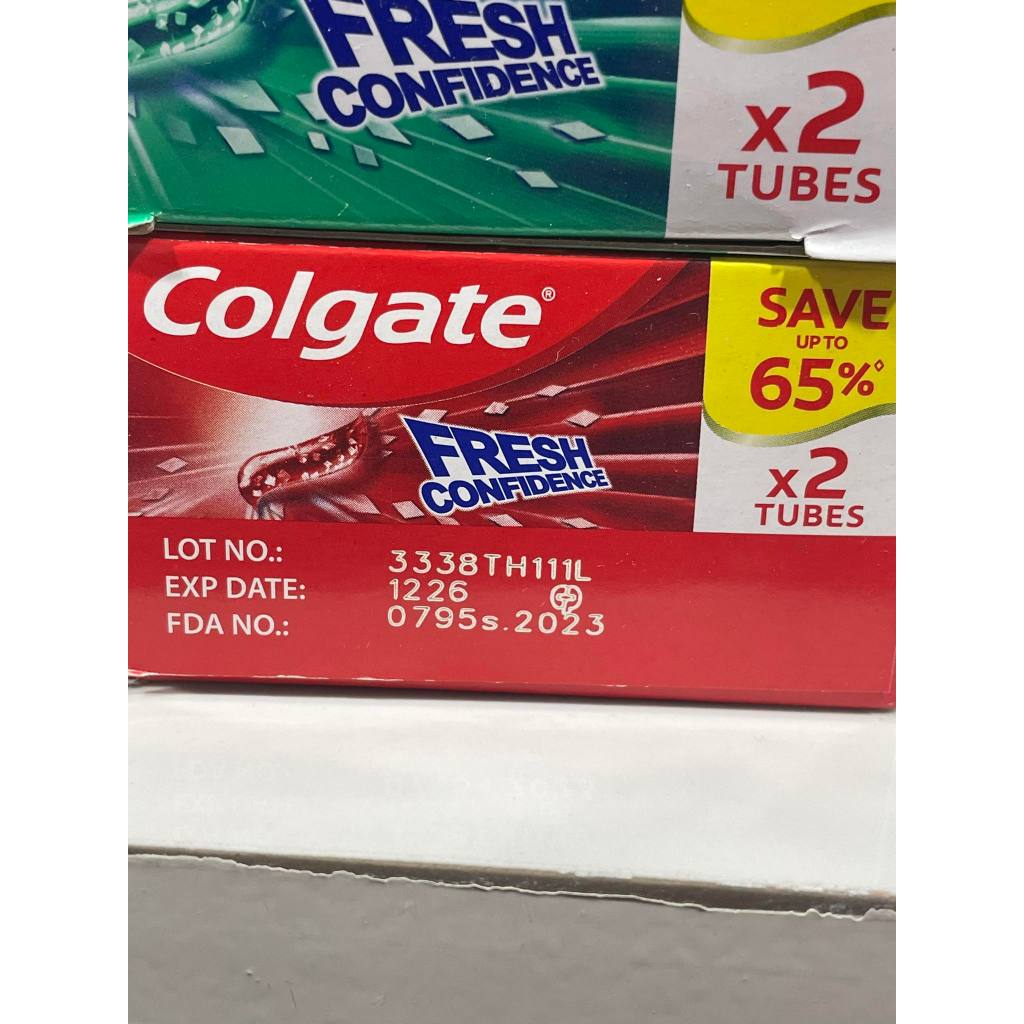 FRESH
CONFIDENCE
x2
TUBES
Colgate®
SAVE
UP TO
65%◊
FRESH
CONFIDENCE
x2
TUBES
LOT NO.: 3338TH111L
EXP DATE: 1226
FDA NO.: 0795s.2023